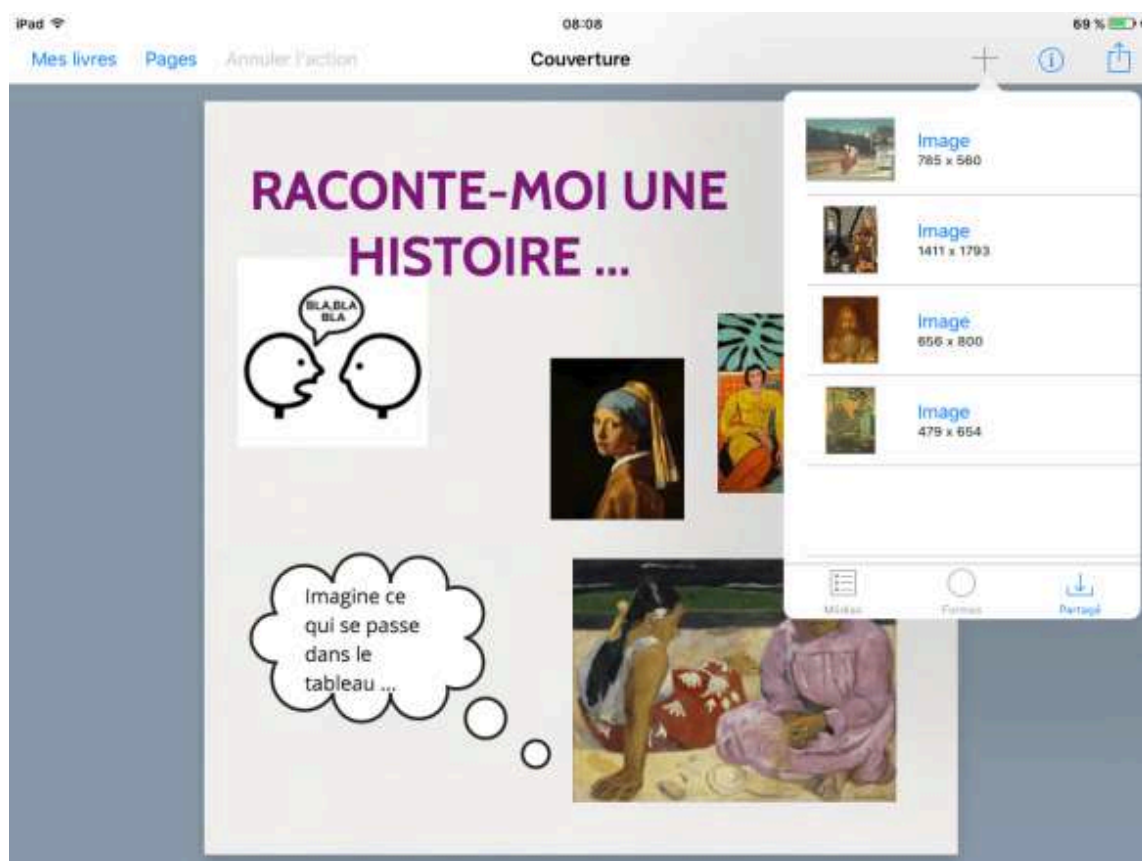 iPad
08:08
69 %
Mes livres
Pages
Annuler l'action
Couverture
RACONTE-MOI UNE
HISTOIRE ...
BLA,BLA
BLA
Imagine ce
qui se passe
dans le
tableau ...
Image
785 x 560
Image
1411 x 1793
Image
656 x 800
Image
479 x 654
Médias
Formes
Partagé